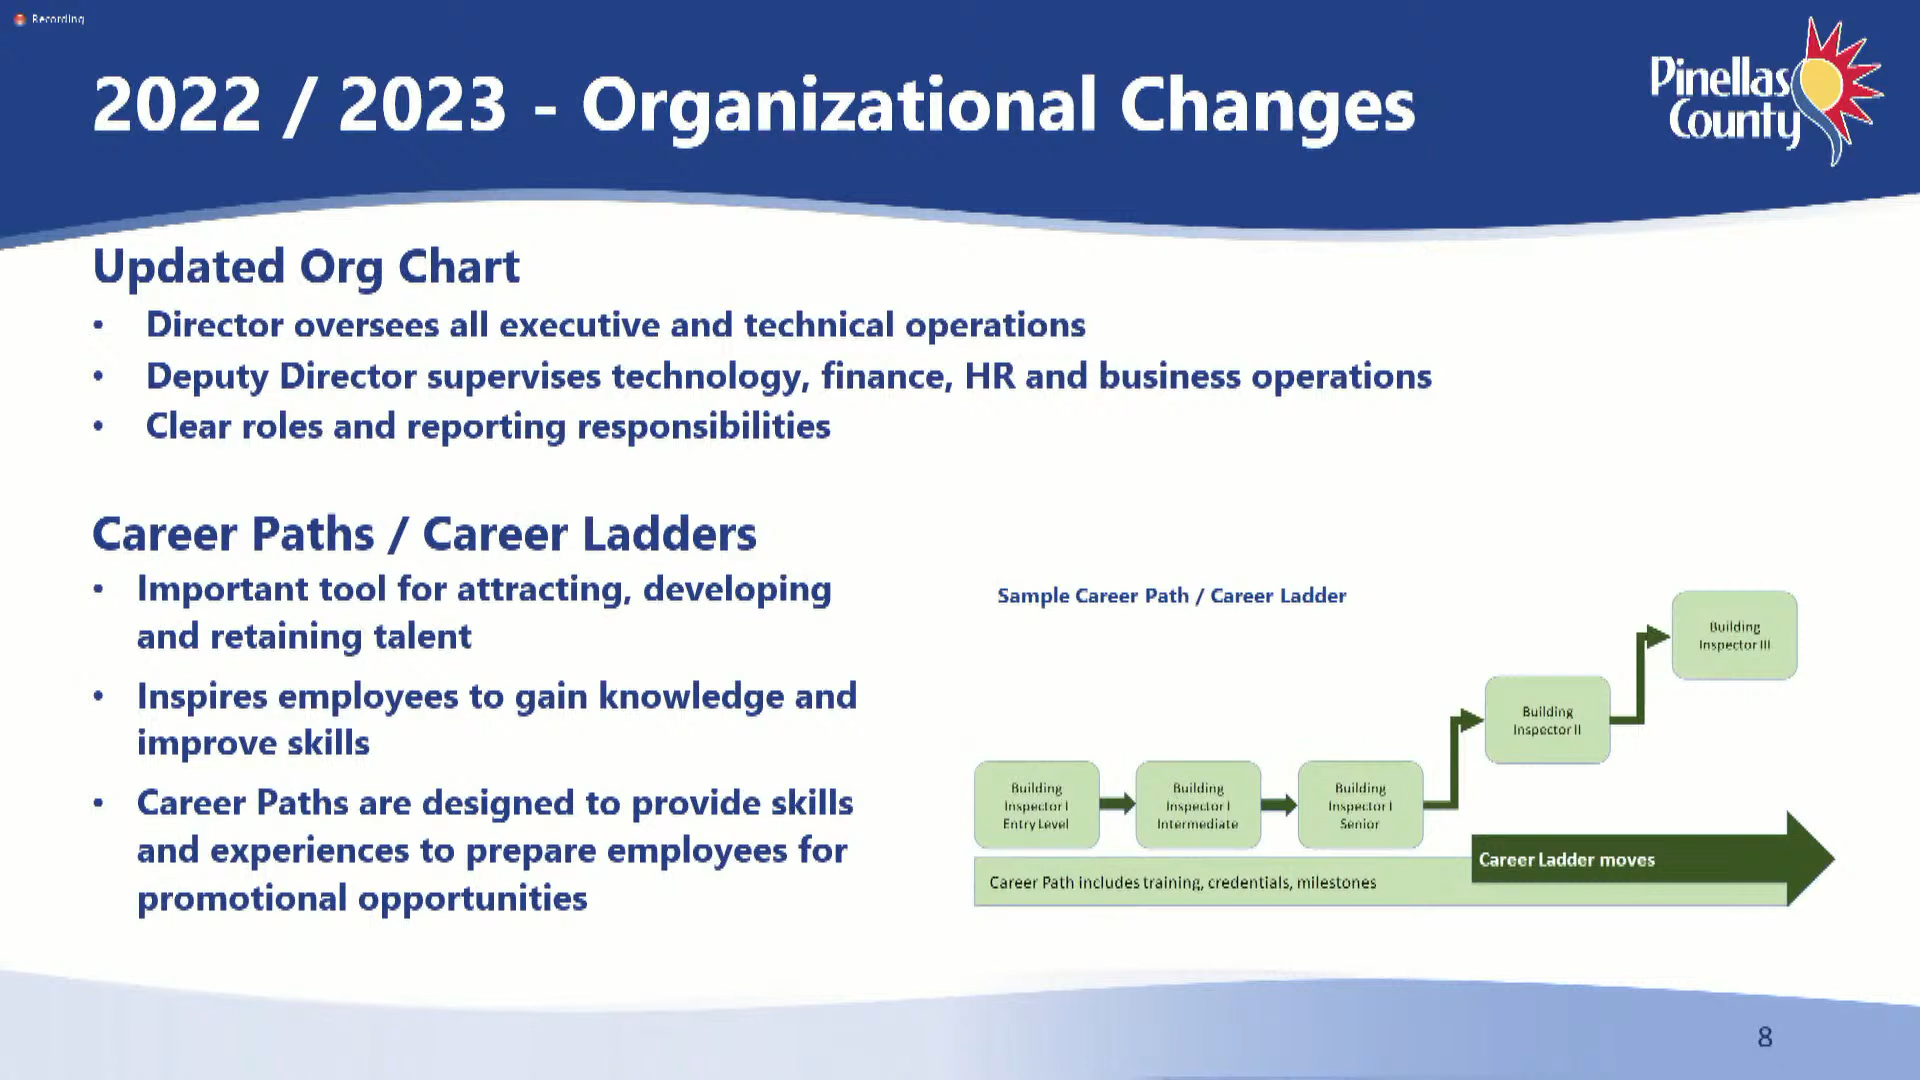 Recording
2022 / 2023 - Organizational Changes
Pinellas
County
Updated Org Chart
• Director oversees all executive and technical operations
• Deputy Director supervises technology, finance, HR and business operations
• Clear roles and reporting responsibilities
Career Paths / Career Ladders
• Important tool for attracting, developing
and retaining talent
• Inspires employees to gain knowledge and
improve skills
• Career Paths are designed to provide skills
and experiences to prepare employees for
promotional opportunities
Sample Career Path / Career Ladder
Building
Inspector I
Entry Level
Building
Inspector I
Intermediate
Building
Inspector I
Senior
Building
Inspector II
Building
Inspector III
Career Ladder moves
Career Path includes training, credentials, milestones
8